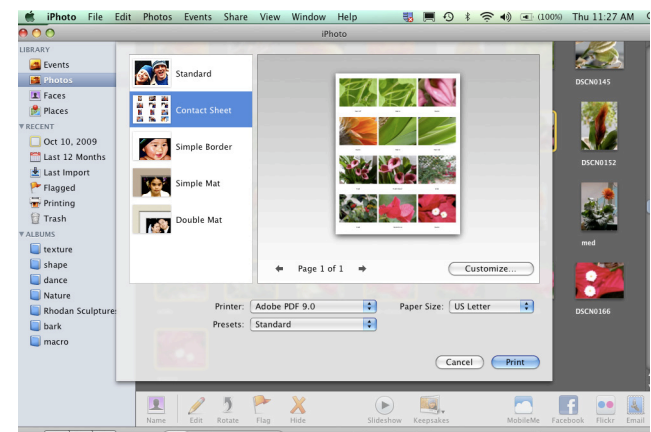 iPhoto File Edit Photos Events Share View Window Help (100%) Thu 11:27 AM
iPhoto
LIBRARY
Events
Photos
Faces
Places
RECENT
Oct 10, 2009
Last 12 Months
Last Import
Flagged
Printing
Trash
ALBUMS
texture
shape
dance
Nature
Rhodan Sculpture
bark
macro
Standard
Contact Sheet
Simple Border
Simple Mat
Double Mat
Page 1 of 1
Customize...
Printer: Adobe PDF 9.0 Paper Size: US Letter
Presets: Standard
Cancel Print
DSCN0145
DSCN0152
med
DSCN0166
Name Edit Rotate Flag Hide Slideshow Keepsakes MobileMe Facebook Flickr Email